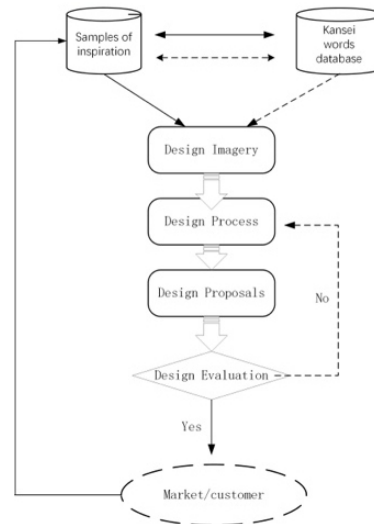 Samples of
inspiration
Kansei
words
database
Design Imagery
Design Process
Design Proposals
No
Design Evaluation
Yes
Market/customer